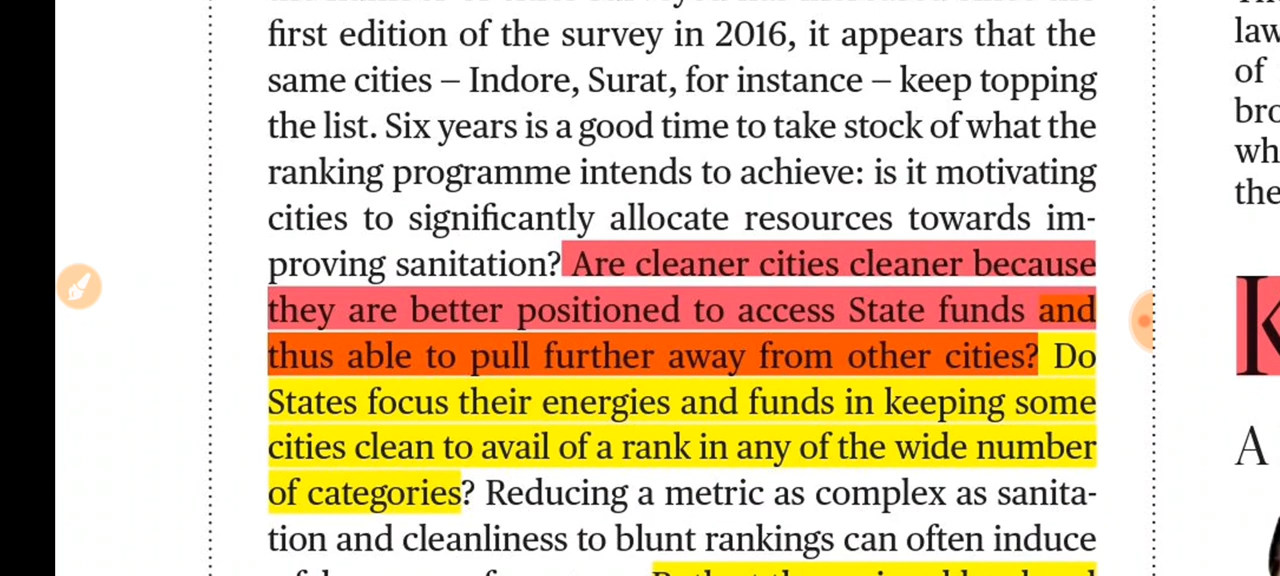 first edition of the survey in 2016, it appears that the
same cities – Indore, Surat, for instance – keep topping
the list. Six years is a good time to take stock of what the
ranking programme intends to achieve: is it motivating
cities to significantly allocate resources towards im-
proving sanitation? Are cleaner cities cleaner because
they are better positioned to access State funds and
thus able to pull further away from other cities? Do
States focus their energies and funds in keeping some
cities clean to avail of a rank in any of the wide number
of categories? Reducing a metric as complex as sanita-
tion and cleanliness to blunt rankings can often induce
law
of
bro
wh
the
K
A